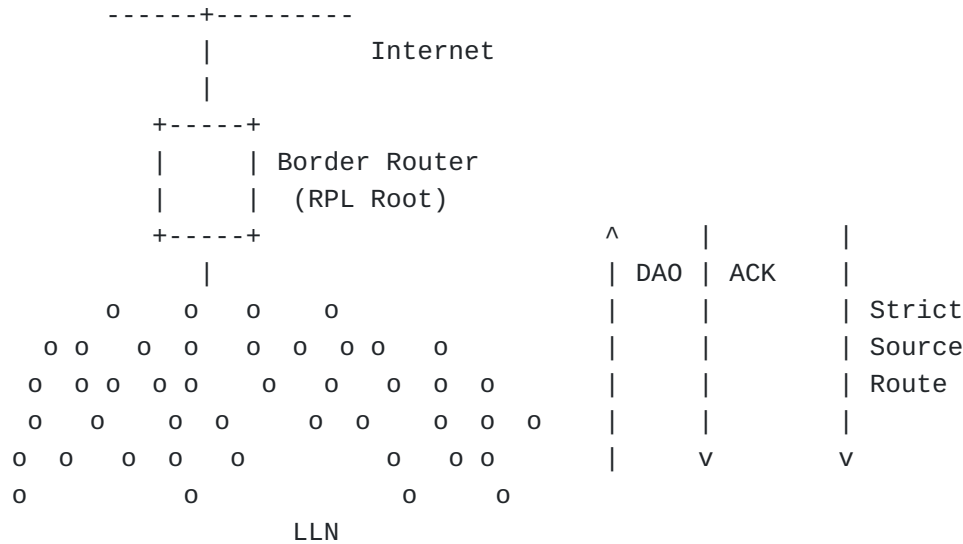 Internet
Border Router
(RPL Root)
DAO ACK
Strict
Source
Route
LLN